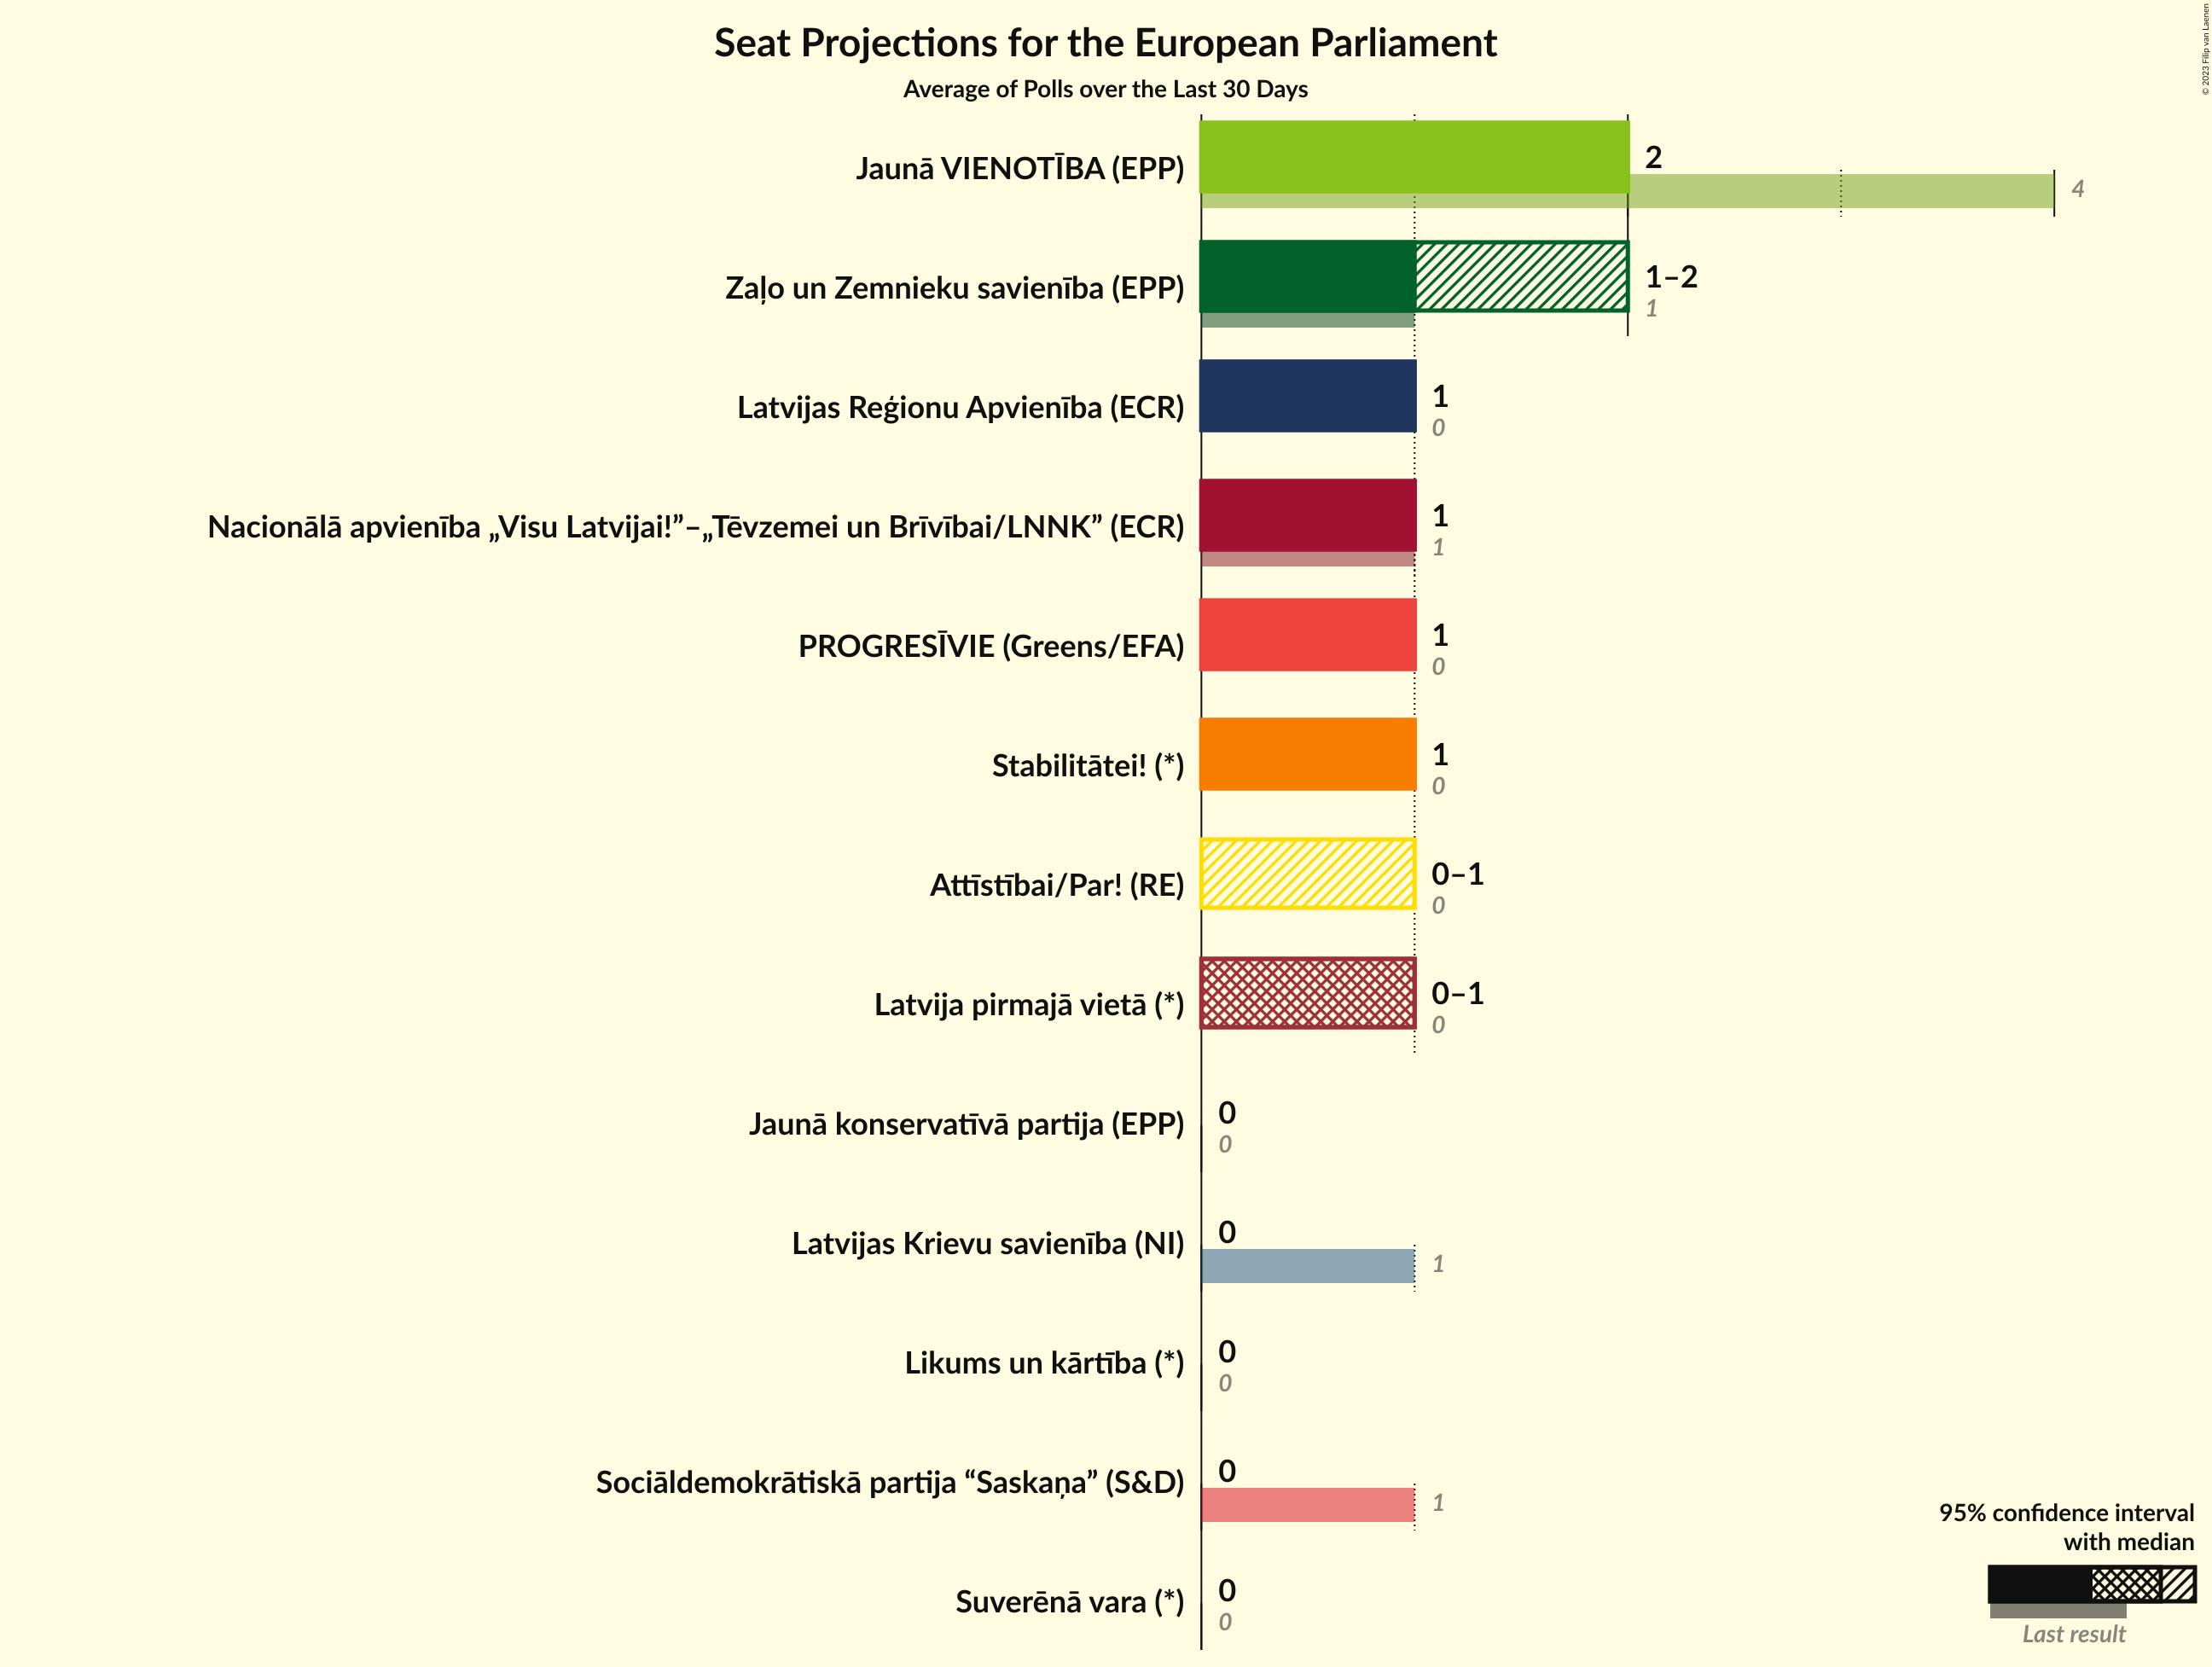 Seat Projections for the European Parliament
Average of Polls over the Last 30 Days
© 2023 Filip van Laenen
Jaunā VIENOTĪBA (EPP)
2
4
Zaļo un Zemnieku savienība (EPP)
1–2
1
Latvijas Reģionu Apvienība (ECR)
1
0
Nacionālā apvienība „Visu Latvijai!”–„Tēvzemei un Brīvībai/LNNK” (ECR)
1
1
PROGRESĪVIE (Greens/EFA)
1
0
Stabilitātei! (*)
1
0
Attīstībai/Par! (RE)
0–1
0
Latvija pirmajā vietā (*)
0–1
0
Jaunā konservatīvā partija (EPP)
0
0
Latvijas Krievu savienība (NI)
0
1
Likums un kārtība (*)
0
0
Sociāldemokrātiskā partija “Saskaņa” (S&D)
0
1
Suverēnā vara (*)
0
0
95% confidence interval
with median
Last result